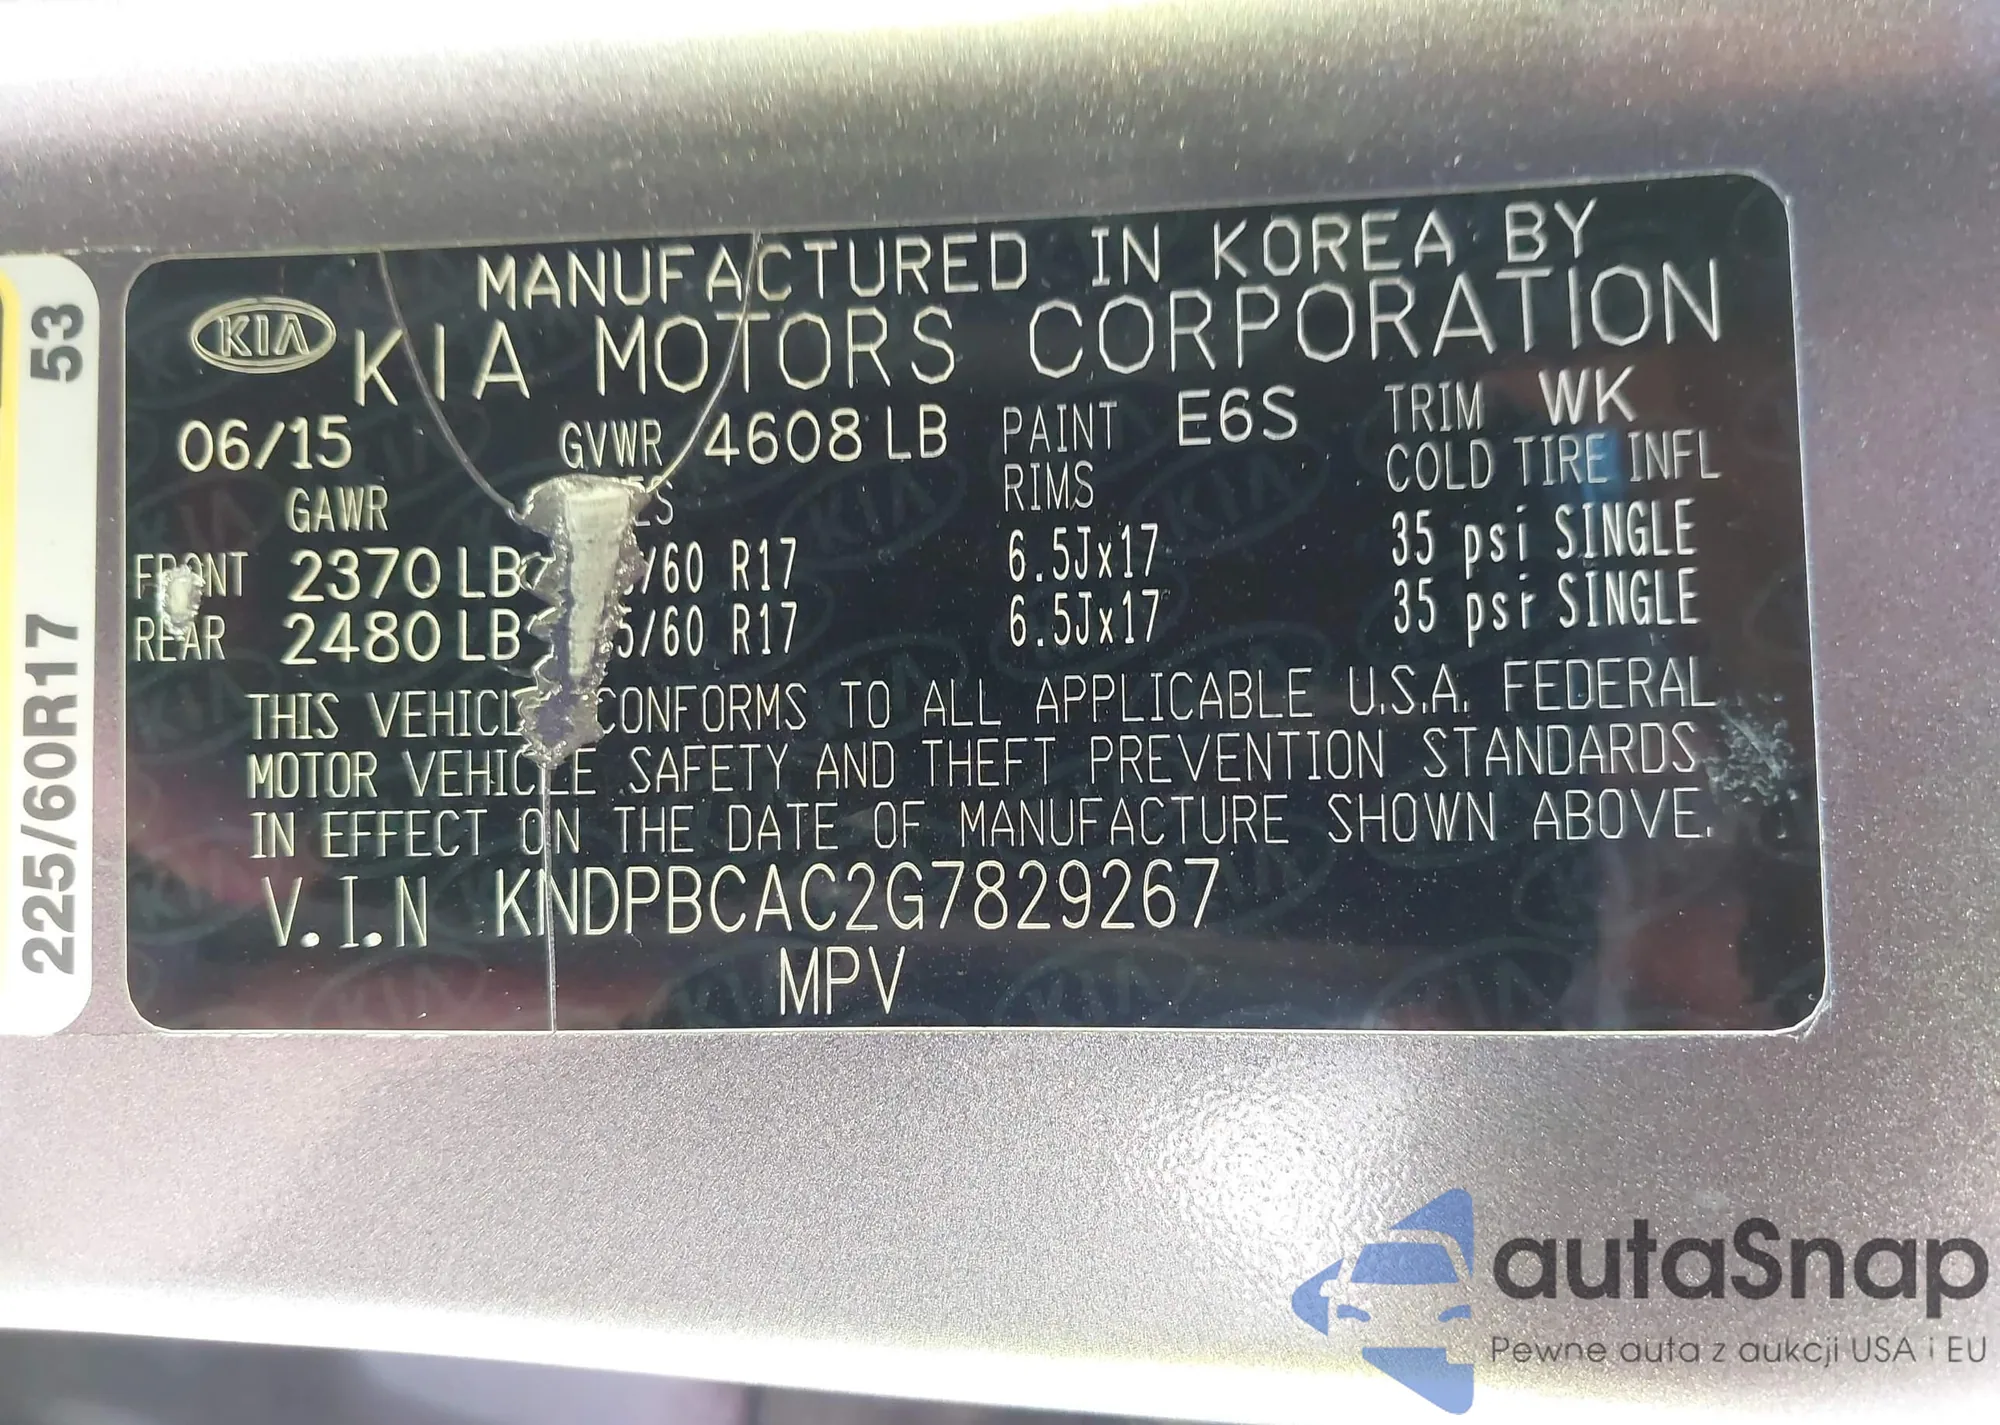 MANUFACTURED IN KOREA BY
KIA KIA MOTORS CORPORATION
06/15 GVWR 4608 LB PAINT E6S TRIM WK
GAWR RIMS COLD TIRE INFL
FRONT 2370 LB /60 R17 6.5Jx17 35 psi SINGLE
REAR 2480 LB 5/60 R17 6.5Jx17 35 psi SINGLE
THIS VEHICLE CONFORMS TO ALL APPLICABLE U.S.A. FEDERAL
MOTOR VEHICLE SAFETY AND THEFT PREVENTION STANDARDS
IN EFFECT ON THE DATE OF MANUFACTURE SHOWN ABOVE.
V.I.N KNDPBCAC2G7829267
MPV
225/60R17 53
autaSnap
Pewne auta z aukcji USA i EU